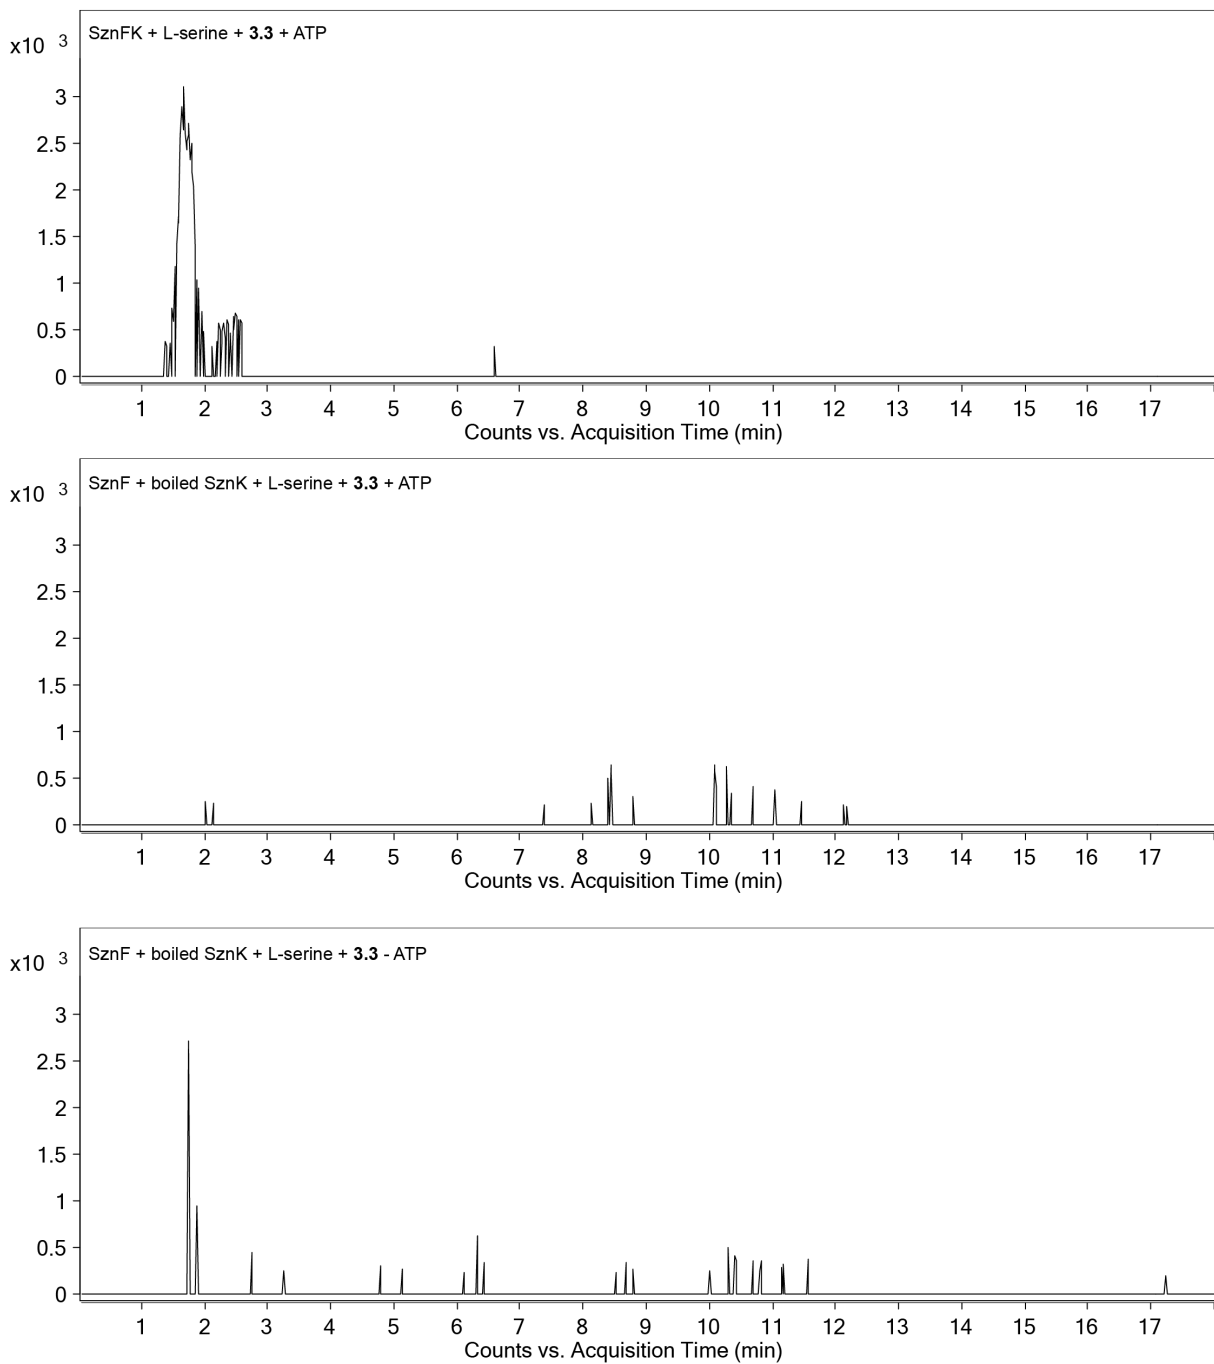 SznFK + L-serine + 3.3 + ATP
x10 3
3
2.5
2
1.5
1
0.5
0
1 2 3 4 5 6 7 8 9 10 11 12 13 14 15 16 17
Counts vs. Acquisition Time (min)
SznF + boiled SznK + L-serine + 3.3 + ATP
x10 3
3
2.5
2
1.5
1
0.5
0
1 2 3 4 5 6 7 8 9 10 11 12 13 14 15 16 17
Counts vs. Acquisition Time (min)
SznF + boiled SznK + L-serine + 3.3 - ATP
x10 3
3
2.5
2
1.5
1
0.5
0
1 2 3 4 5 6 7 8 9 10 11 12 13 14 15 16 17
Counts vs. Acquisition Time (min)